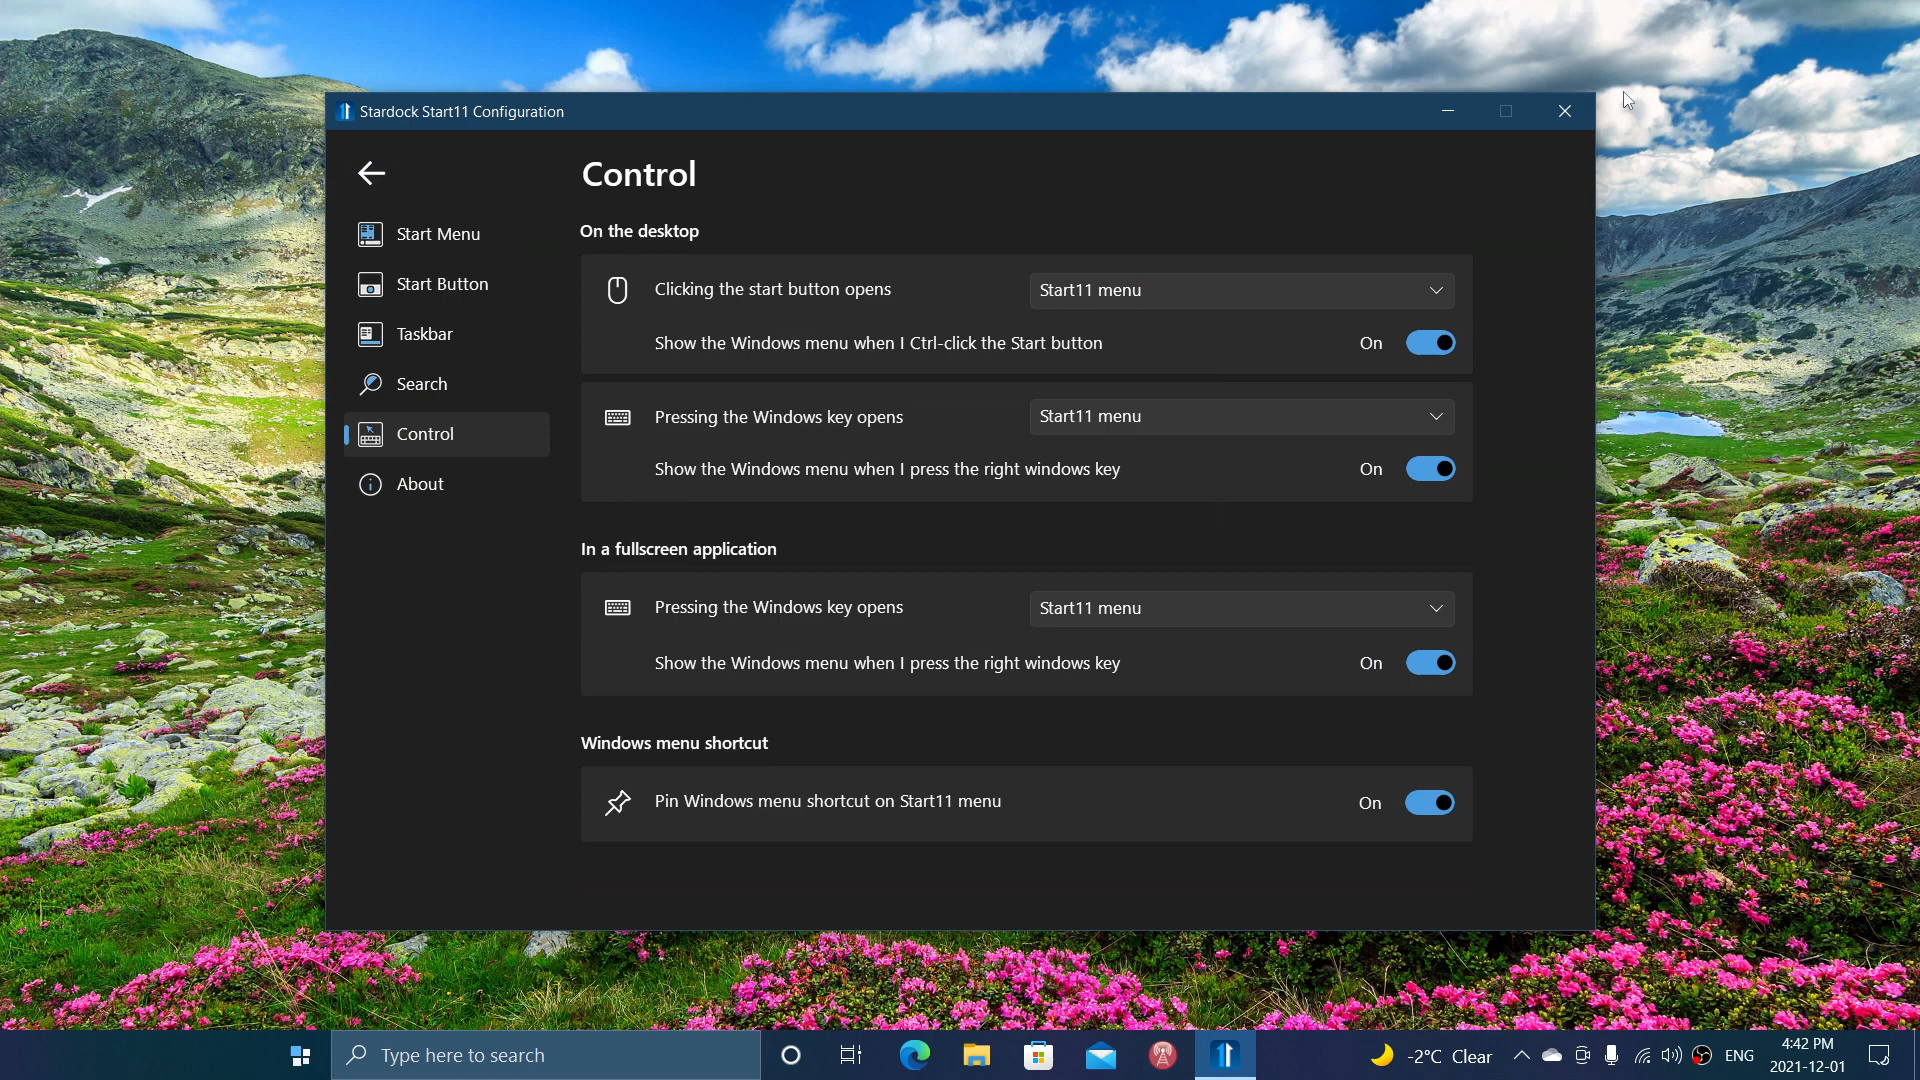 Stardock Start11 Configuration
Control
Start Menu
Start Button
Taskbar
Search
Control
About
On the desktop
Clicking the start button opens
Start11 menu
Show the Windows menu when I Ctrl-click the Start button
On
Pressing the Windows key opens
Start11 menu
Show the Windows menu when I press the right windows key
On
In a fullscreen application
Pressing the Windows key opens
Start11 menu
Show the Windows menu when I press the right windows key
On
Windows menu shortcut
Pin Windows menu shortcut on Start11 menu
On
Type here to search
-2°C Clear
ENG
4:42 PM
2021-12-01